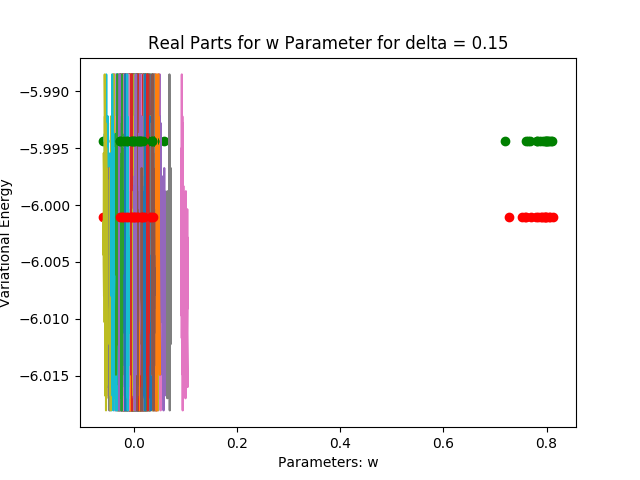 Real Parts for w Parameter for delta = 0.15
Variational Energy
−5.990
−5.995
−6.000
−6.005
−6.010
−6.015
0.0 0.2 0.4 0.6 0.8
Parameters: w